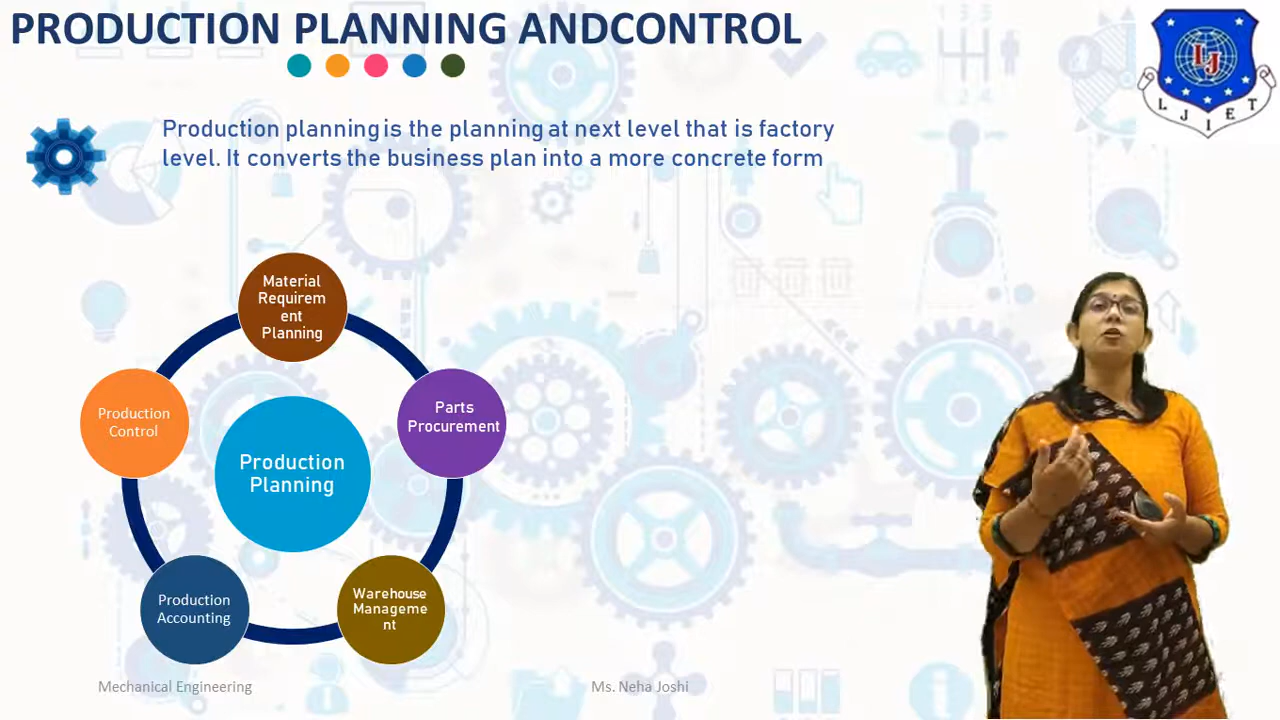 PRODUCTION PLANNING ANDCONTROL
LJ
L J I E T
Production planning is the planning at next level that is factory
level. It converts the business plan into a more concrete form
Material
Requirem
ent
Planning
Production
Control
Parts
Procurement
Production
Planning
Production
Accounting
Warehouse
Manageme
nt
Mechanical Engineering
Ms. Neha Joshi